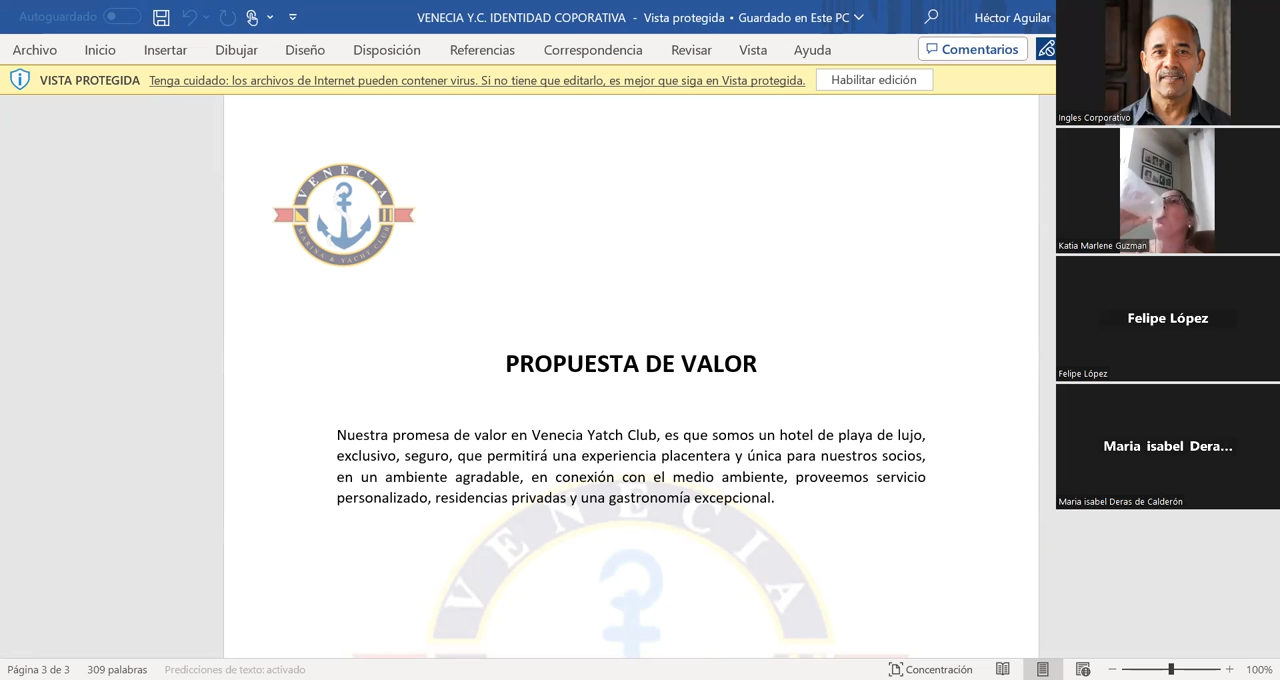 Autoguardado
VENECIA Y.C. IDENTIDAD COPORATIVA - Vista protegida • Guardado en Este PC
Héctor Aguilar
Archivo Inicio Insertar Dibujar Diseño Disposición Referencias Correspondencia Revisar Vista Ayuda Comentarios
VISTA PROTEGIDA Tenga cuidado: los archivos de Internet pueden contener virus. Si no tiene que editarlo, es mejor que siga en Vista protegida. Habilitar edición
VENECIA
MARINA & YACHT CLUB
PROPUESTA DE VALOR
Nuestra promesa de valor en Venecia Yatch Club, es que somos un hotel de playa de lujo,
exclusivo, seguro, que permitirá una experiencia placentera y única para nuestros socios,
en un ambiente agradable, en conexión con el medio ambiente, proveemos servicio
personalizado, residencias privadas y una gastronomía excepcional.
VENECIA
Ingles Corporativo
Katia Marlene Guzman
Felipe López
Felipe López
Maria isabel Dera...
Maria isabel Deras de Calderón
Página 3 de 3 309 palabras Predicciones de texto: activado Concentración 100%